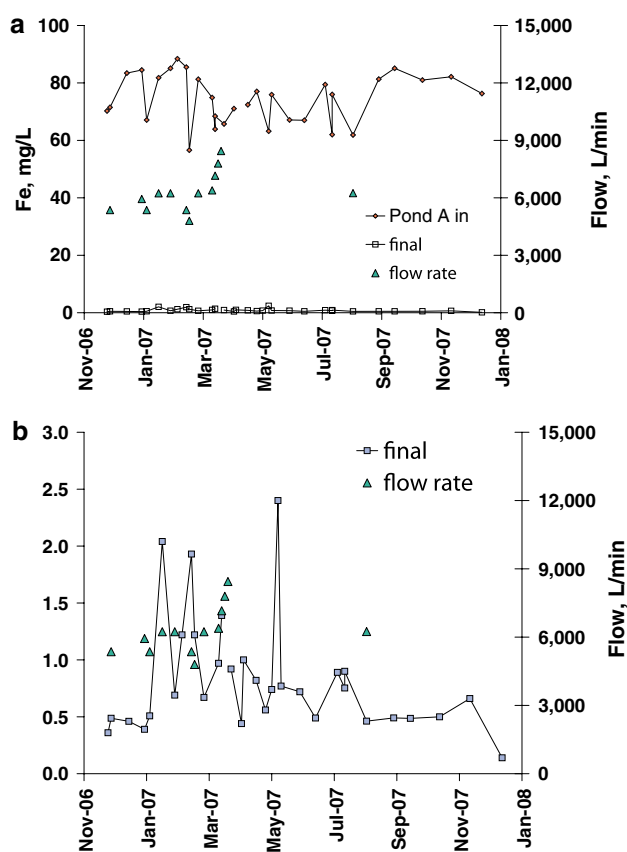 a
100
80
60
40
20
0
Fe, mg/L
15,000
12,000
9,000
6,000
3,000
0
Flow, L/min
Pond A in
final
flow rate
Nov-06
Jan-07
Mar-07
May-07
Jul-07
Sep-07
Nov-07
Jan-08
b
3.0
2.5
2.0
1.5
1.0
0.5
0.0
15,000
12,000
9,000
6,000
3,000
0
Flow, L/min
final
flow rate
Nov-06
Jan-07
Mar-07
May-07
Jul-07
Sep-07
Nov-07
Jan-08